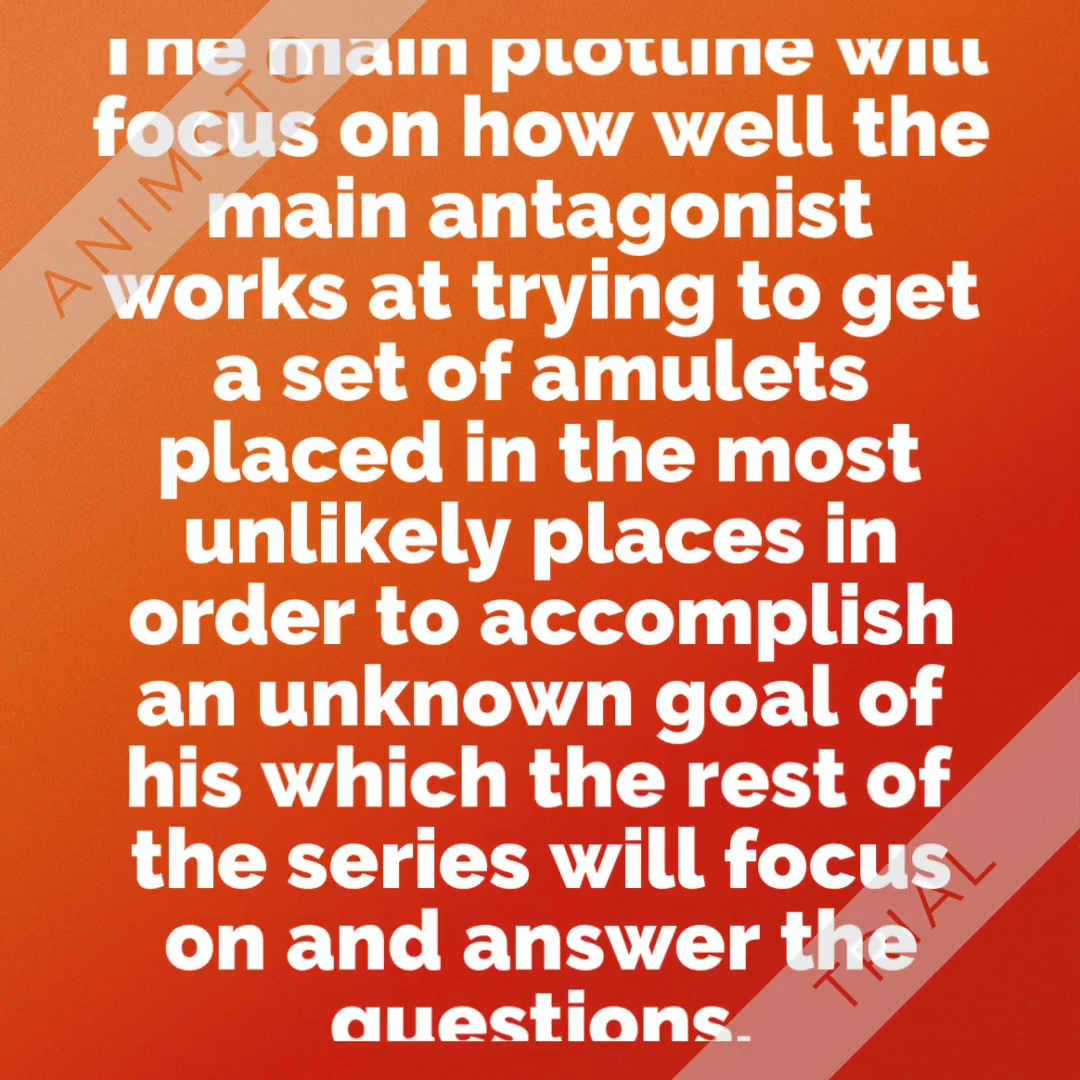 The main plotline will
focus on how well the
main antagonist
works at trying to get
a set of amulets
placed in the most
unlikely places in
order to accomplish
an unknown goal of
his which the rest of
the series will focus
on and answer the
questions.
ANIMOTO
TRIAL